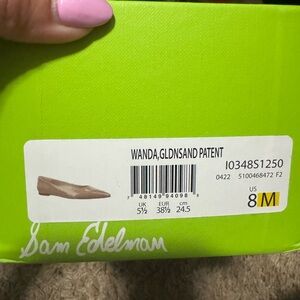 WANDA,GLDNSAND PATENT
I0348S1250
0422 5100468472 F2
UK EUR cm
5½ 38½ 24.5
US
8 M
Sam Edelman